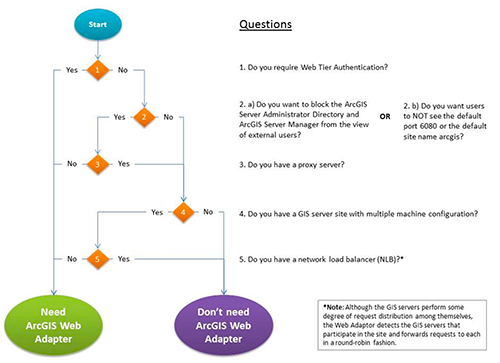 Start
Questions
Yes 1 No
1. Do you require Web Tier Authentication?
Yes 2 No
2. a) Do you want to block the ArcGIS
Server Administrator Directory and
ArcGIS Server Manager from the view
of external users?
OR
2. b) Do you want users
to NOT see the default
port 6080 or the default
site name arcgis?
No 3 Yes
3. Do you have a proxy server?
Yes 4 No
4. Do you have a GIS server site with multiple machine configuration?
No 5 Yes
5. Do you have a network load balancer (NLB)?*
Need
ArcGIS Web
Adapter
Don't need
ArcGIS Web
Adapter
*Note: Although the GIS servers perform some
degree of request distribution among themselves,
the Web Adaptor detects the GIS servers that
participate in the site and forwards requests to each
in a round-robin fashion.